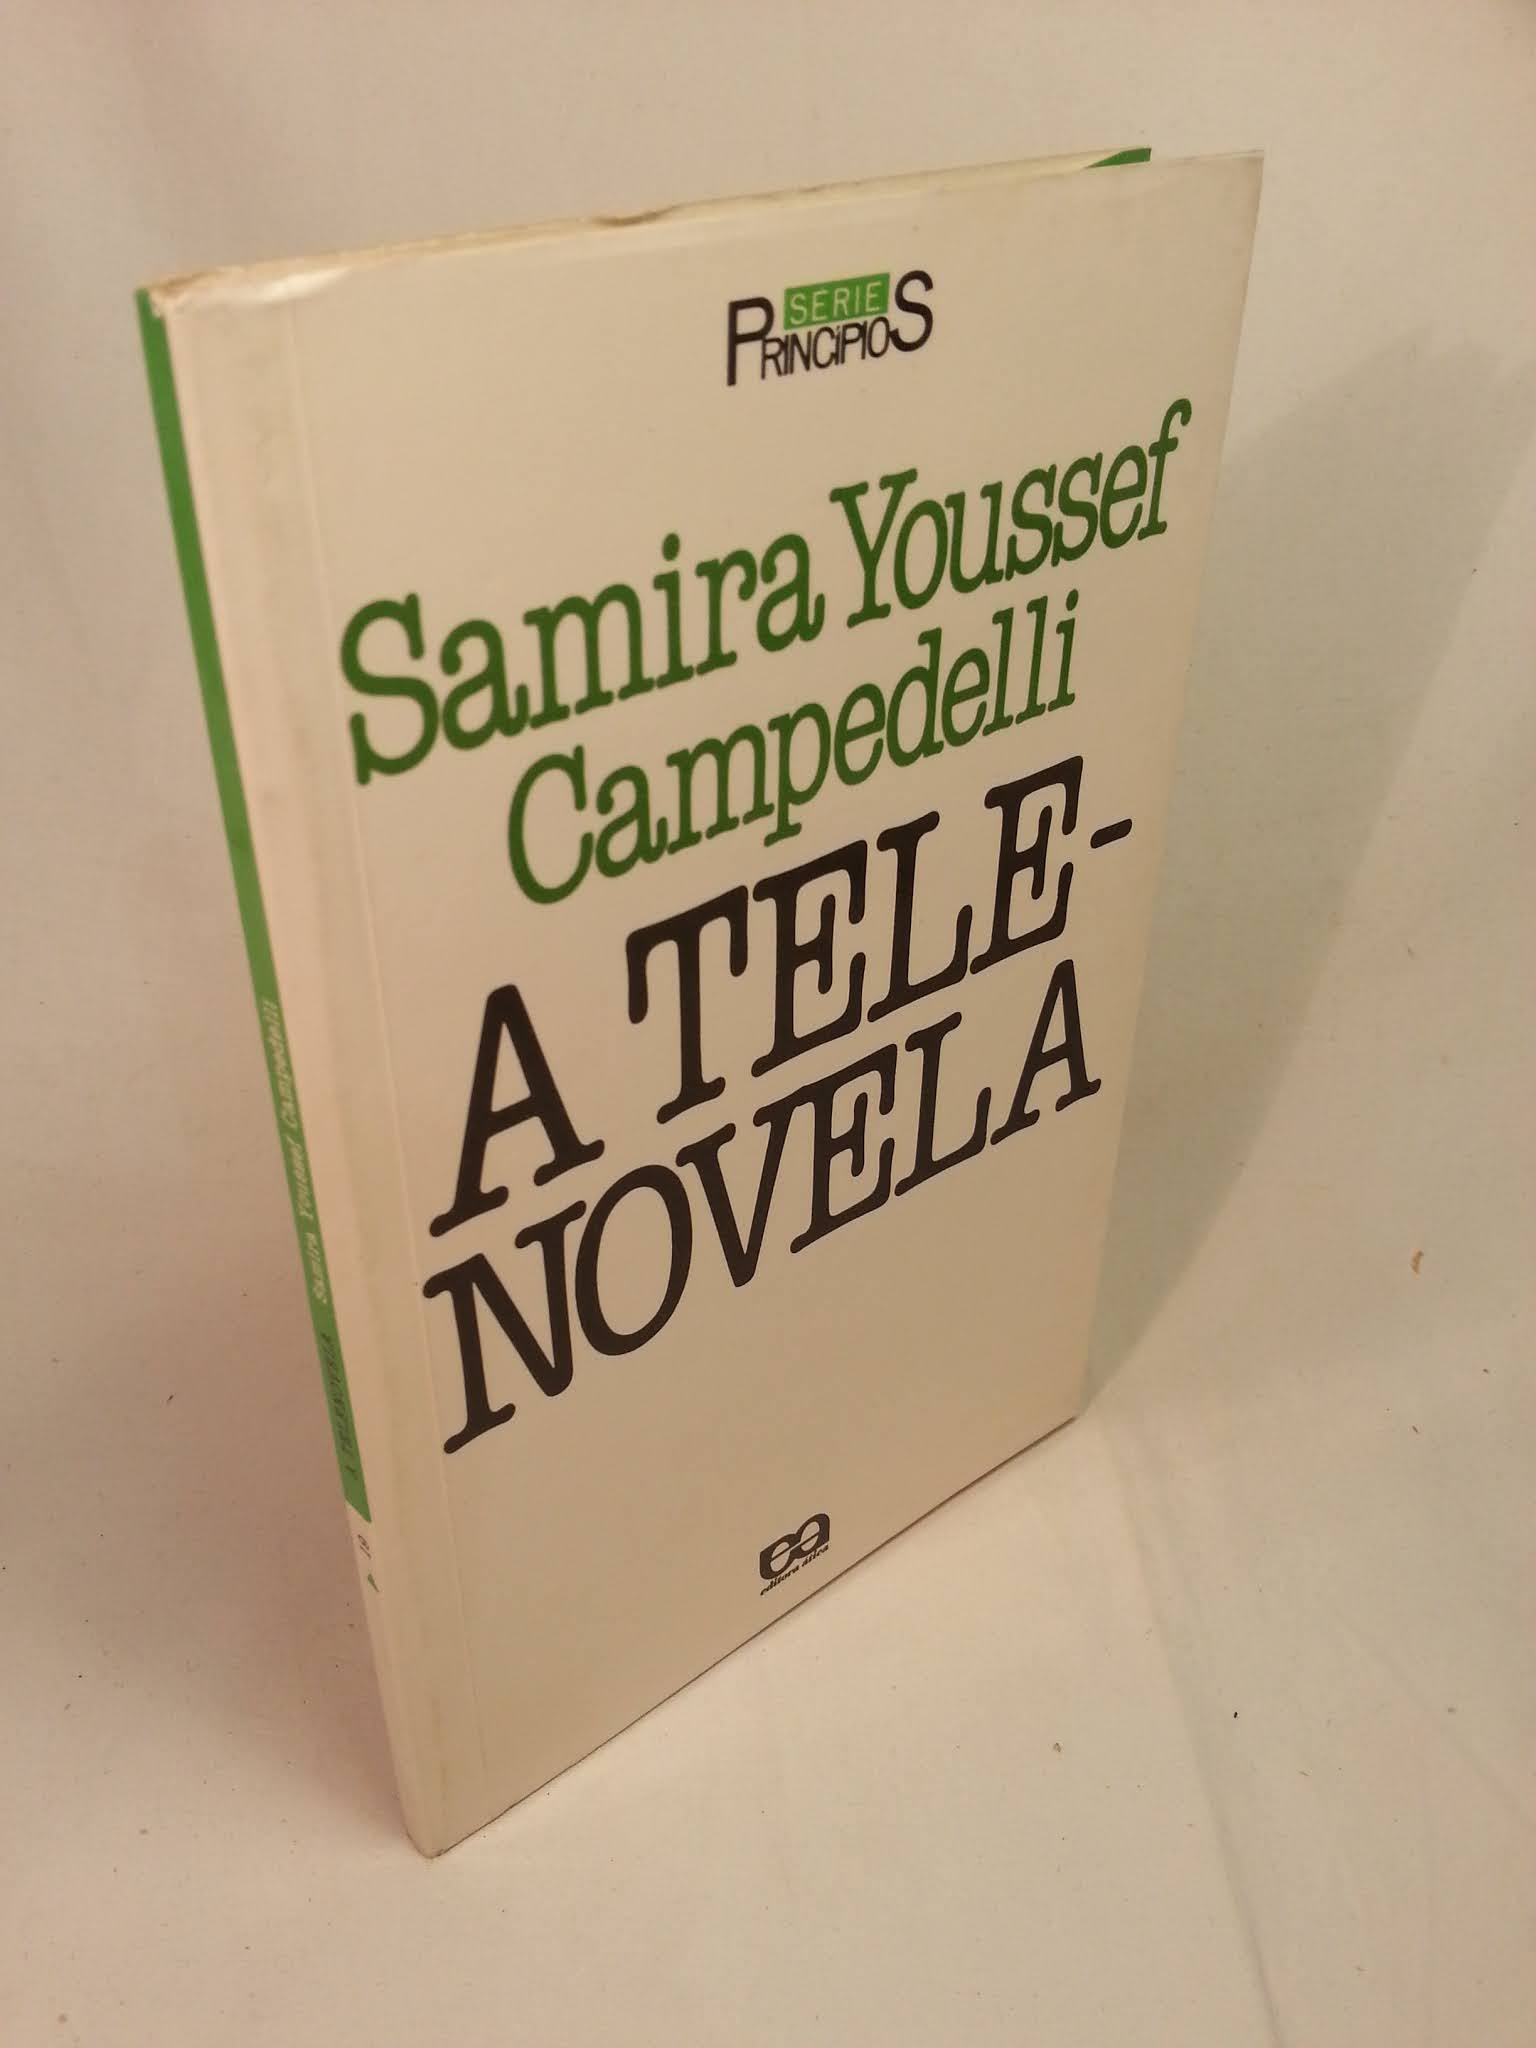 SÉRIE
PRINCÍPIOS
Samira Youssef
Campedelli
A TELE-
NOVELA
editora ática
A TELENOVELA Samira Youssef Campedelli